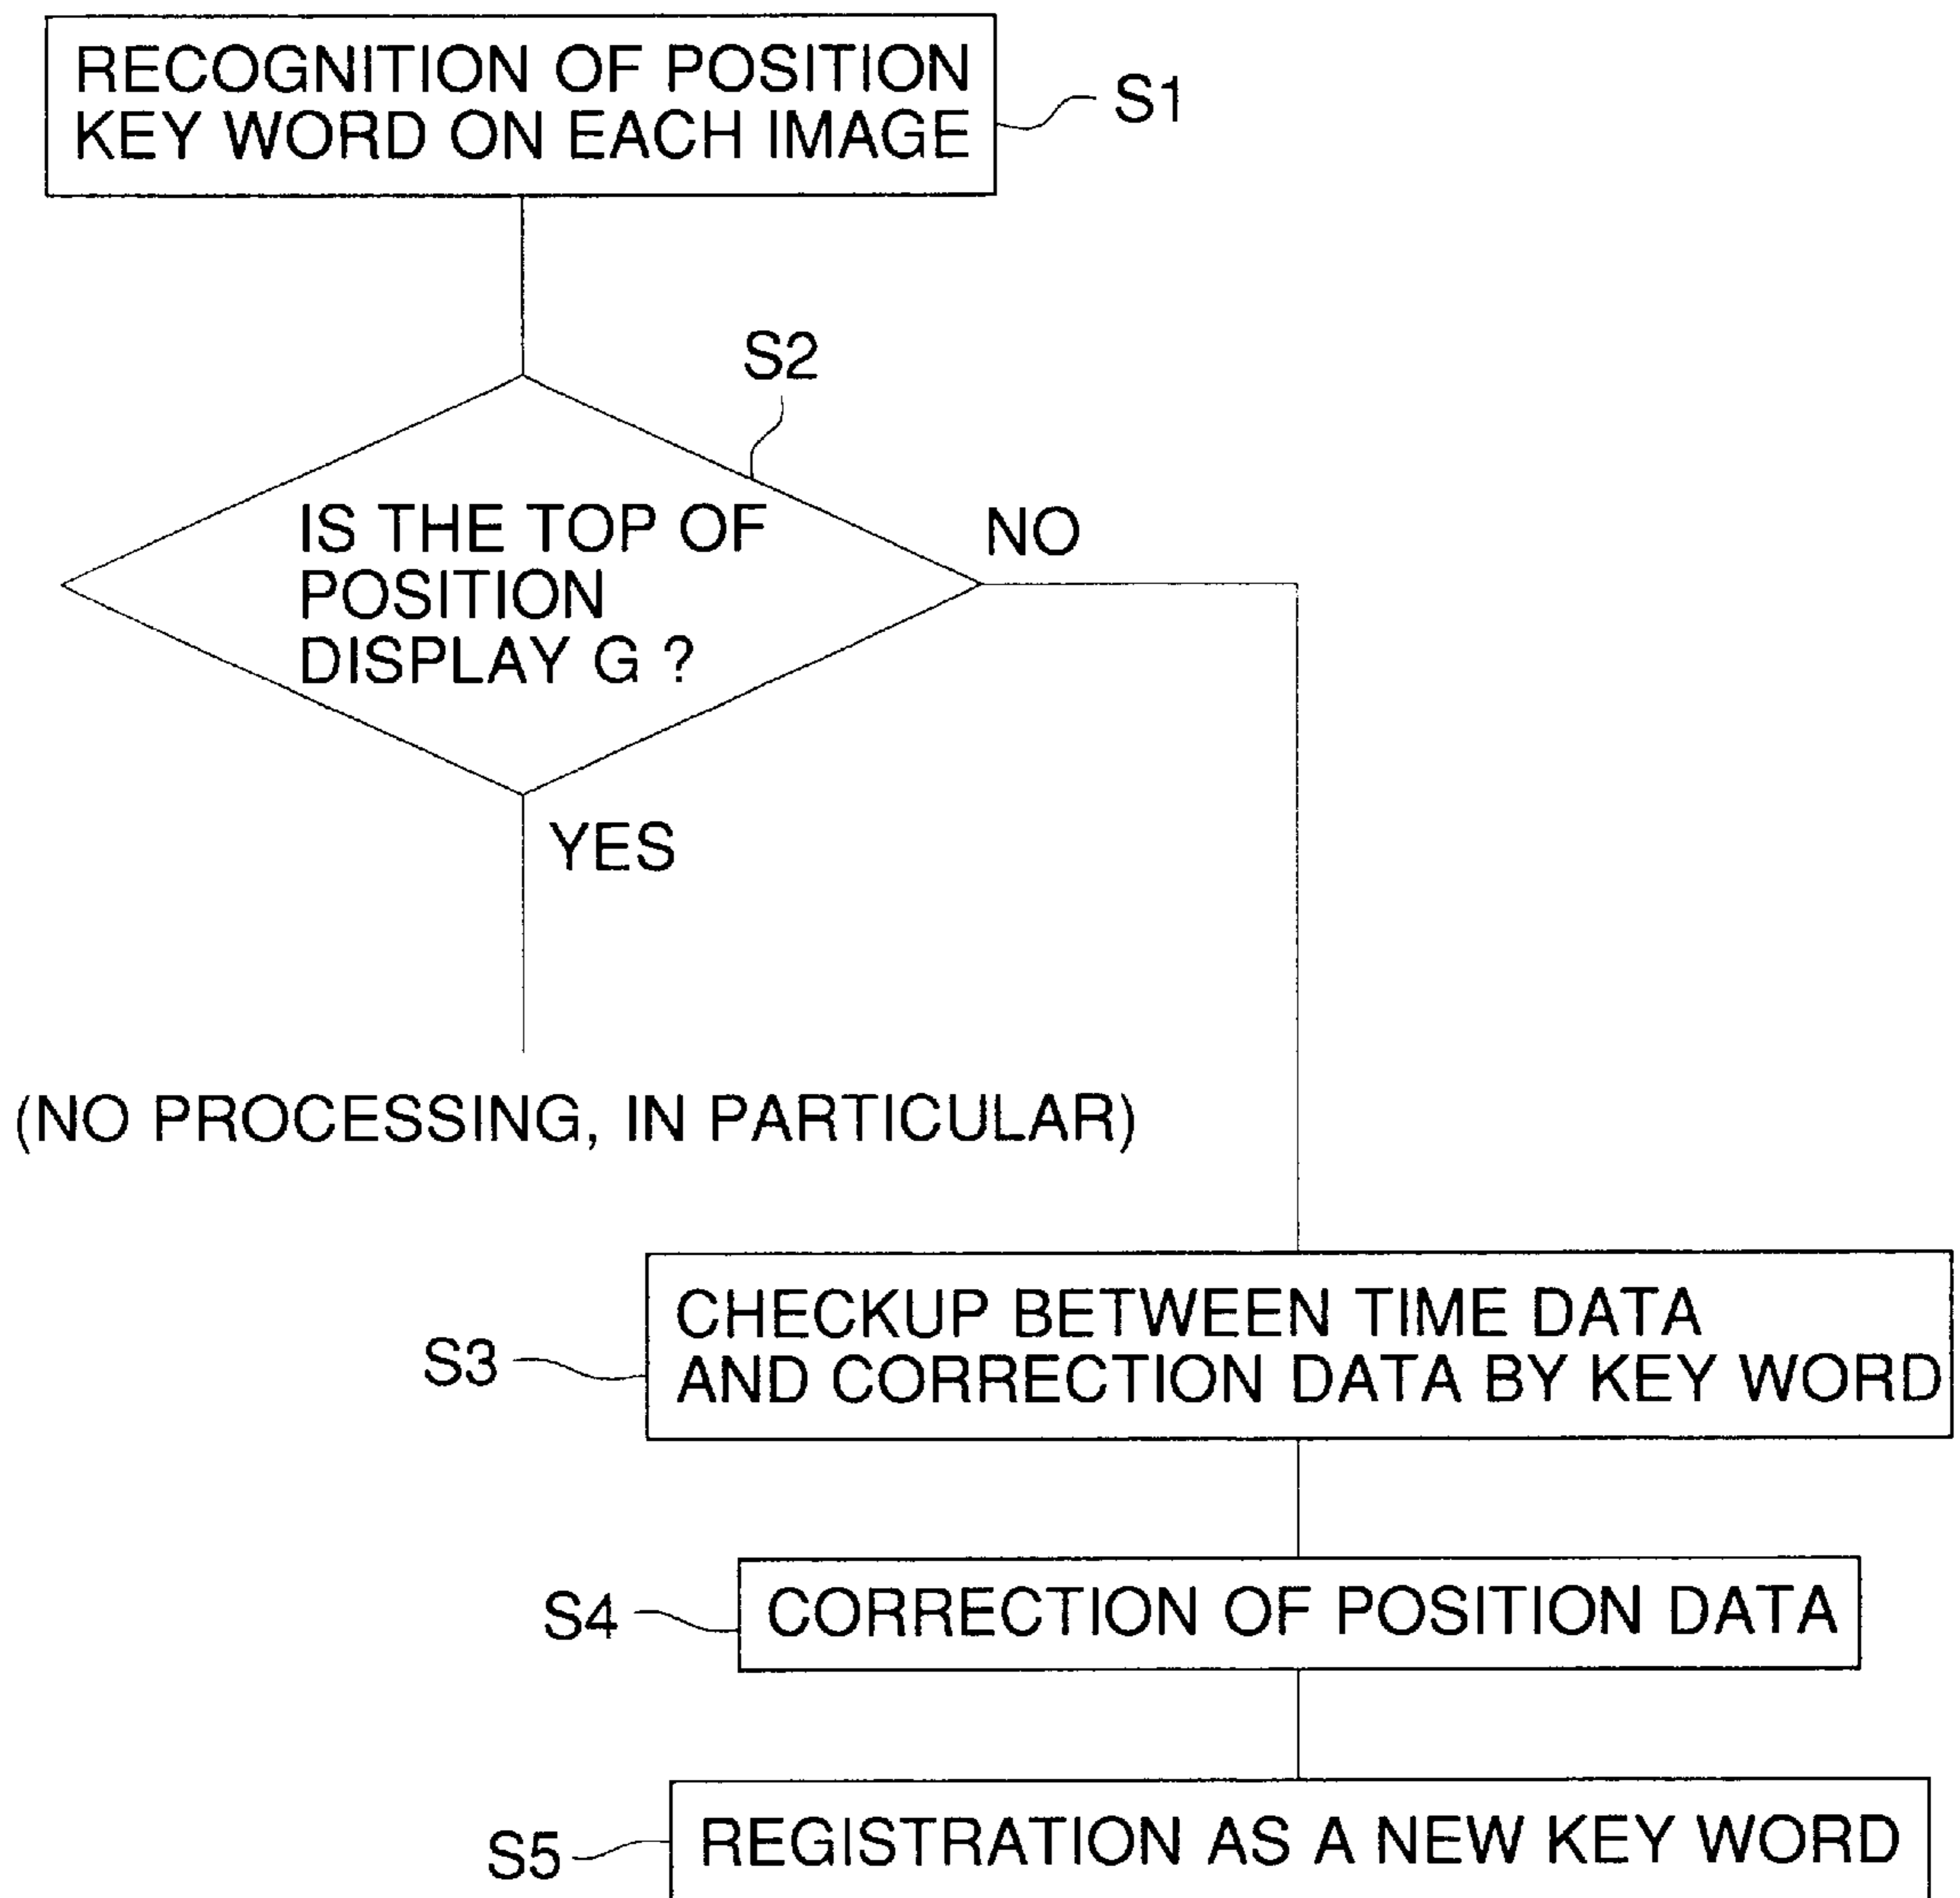 RECOGNITION OF POSITION
KEY WORD ON EACH IMAGE
S1
S2
IS THE TOP OF
POSITION
DISPLAY G ?
NO
YES
(NO PROCESSING, IN PARTICULAR)
CHECKUP BETWEEN TIME DATA
AND CORRECTION DATA BY KEY WORD
S3
S4
CORRECTION OF POSITION DATA
S5
REGISTRATION AS A NEW KEY WORD